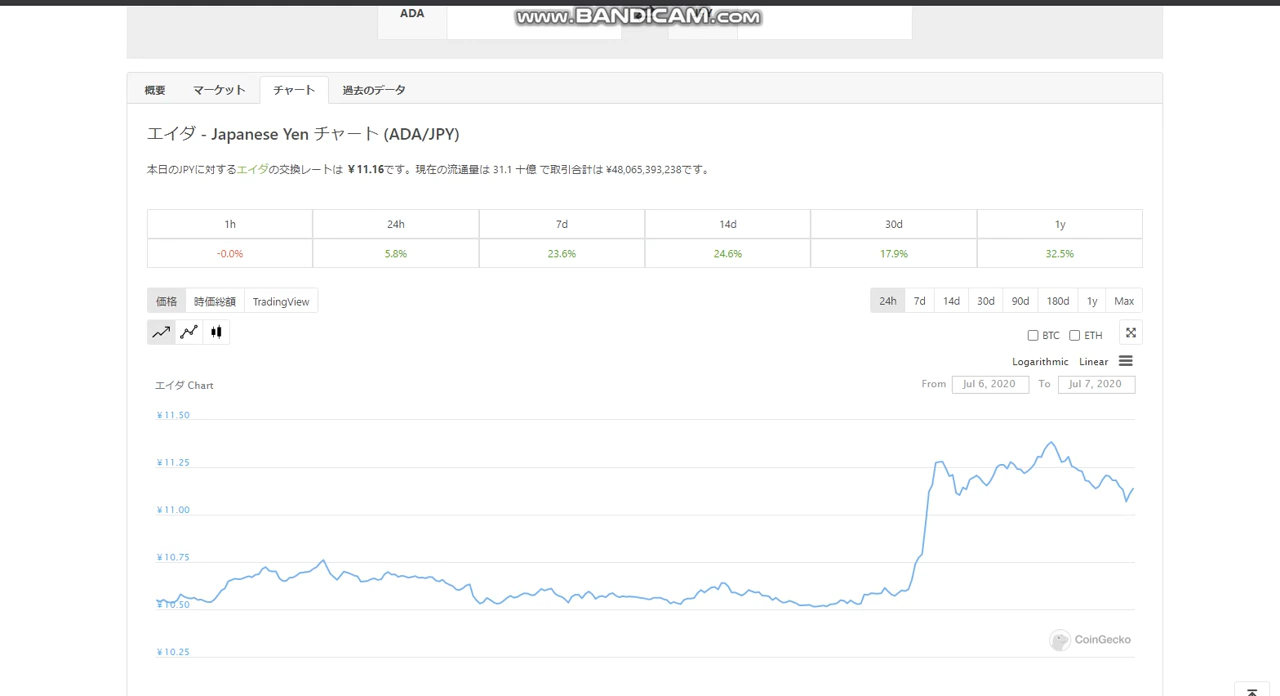 ADA
www.BANDICAM.com
概要 マーケット チャート 過去のデータ
エイダ - Japanese Yen チャート (ADA/JPY)
本日のJPYに対するエイダの交換レートは ¥11.16です。現在の流通量は 31.1 十億 で取引合計は ¥48,065,393,238です。
1h 24h 7d 14d 30d 1y
-0.0% 5.8% 23.6% 24.6% 17.9% 32.5%
価格 時価総額 TradingView
24h 7d 14d 30d 90d 180d 1y Max
BTC ETH
Logarithmic Linear
エイダ Chart
From Jul 6, 2020 To Jul 7, 2020
¥11.50
¥11.25
¥11.00
¥10.75
¥10.50
¥10.25
CoinGecko